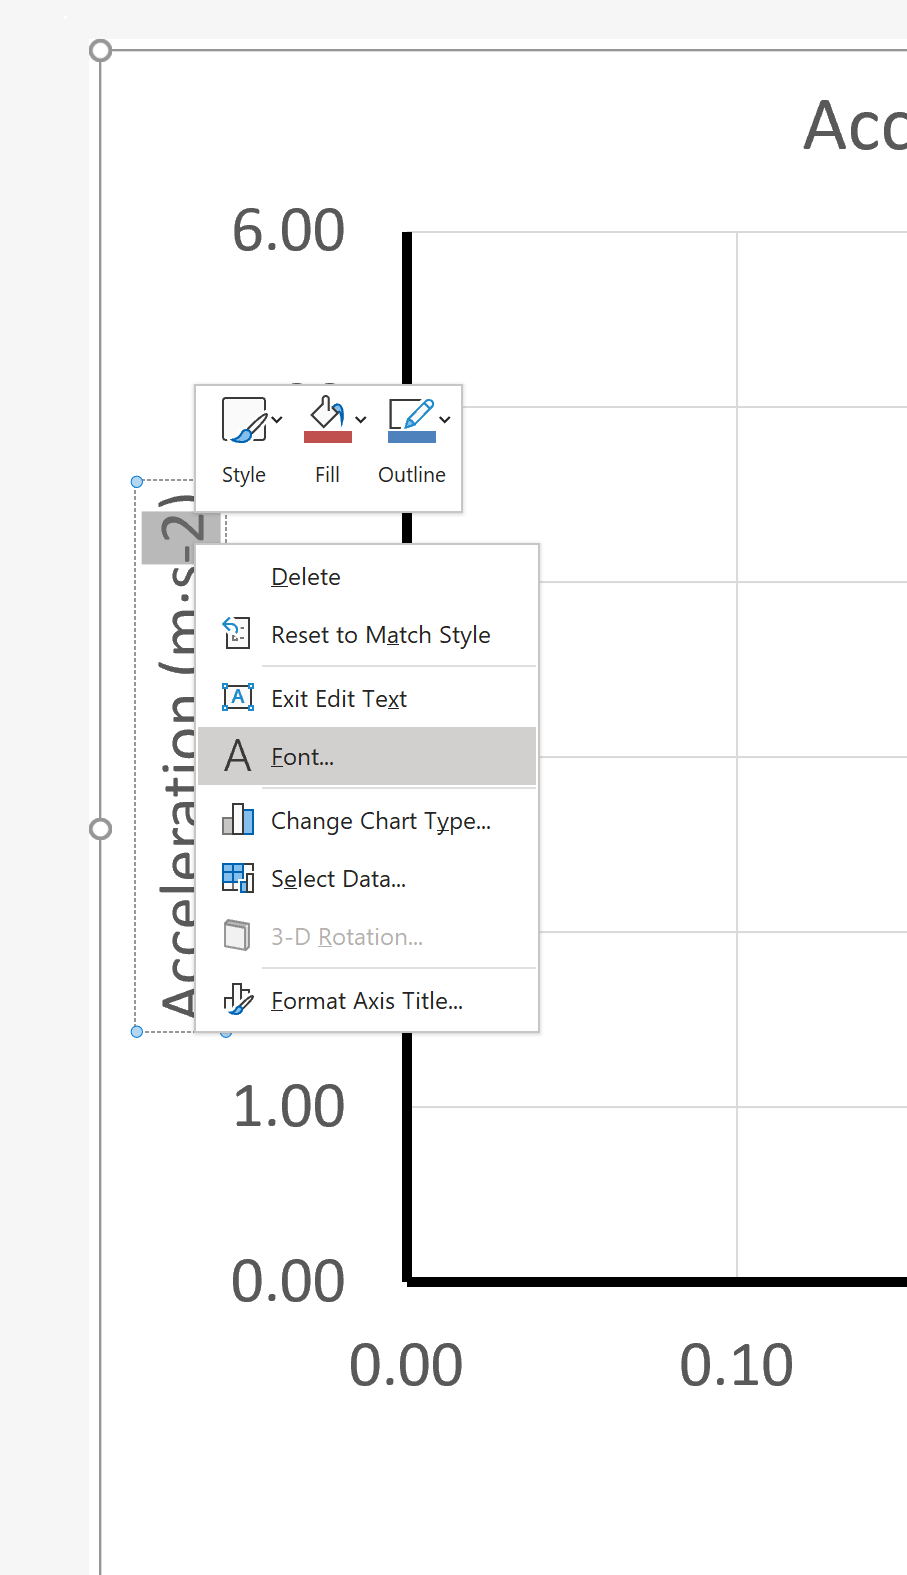 Acc
6.00
Style Fill Outline
Acceleration (m·s-2)
Delete
Reset to Match Style
Exit Edit Text
Font...
Change Chart Type...
Select Data...
3-D Rotation...
Format Axis Title...
1.00
0.00
0.00 0.10